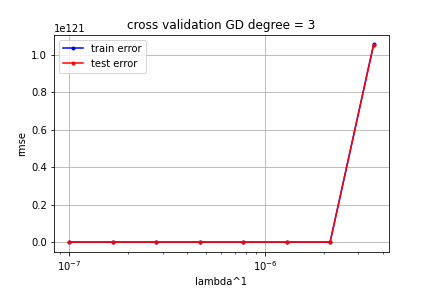 cross validation GD degree = 3
1e121
train error
test error
1.0
0.8
0.6
0.4
0.2
0.0
rmse
10^-7 10^-6
lambda^1